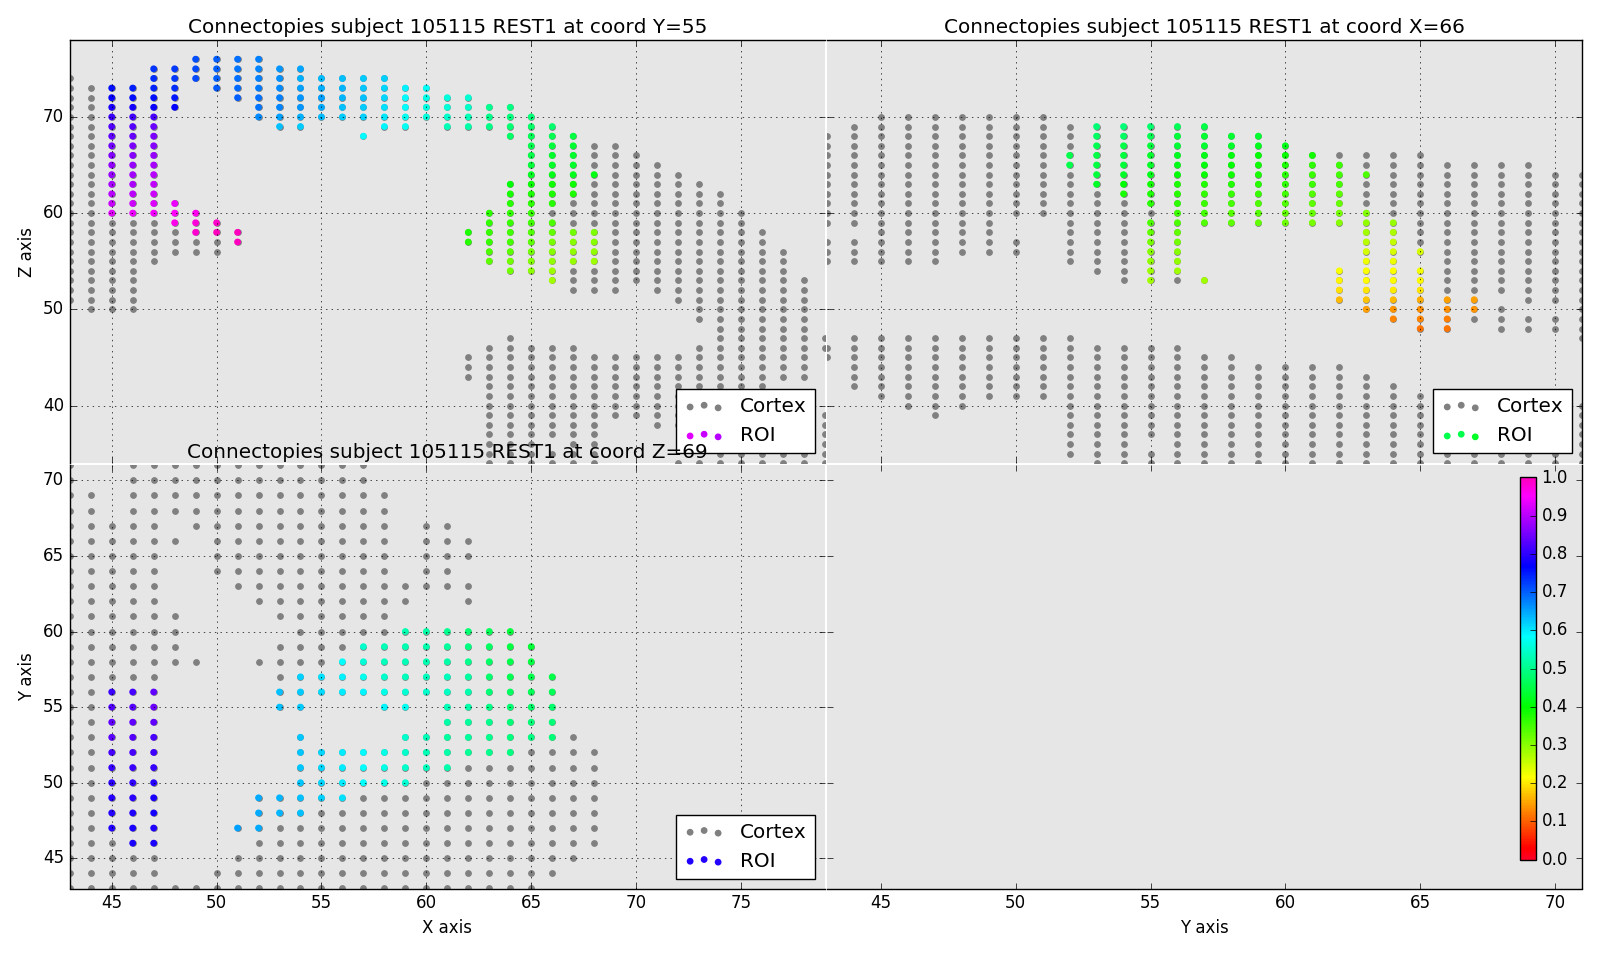 Connectopies subject 105115 REST1 at coord Y=55
Connectopies subject 105115 REST1 at coord X=66
70
60
50
40
Z axis
Cortex
ROI
Cortex
ROI
Connectopies subject 105115 REST1 at coord Z=69
70
65
60
55
50
45
Y axis
Cortex
ROI
1.0
0.9
0.8
0.7
0.6
0.5
0.4
0.3
0.2
0.1
0.0
45 50 55 60 65 70 75
X axis
45 50 55 60 65 70
Y axis